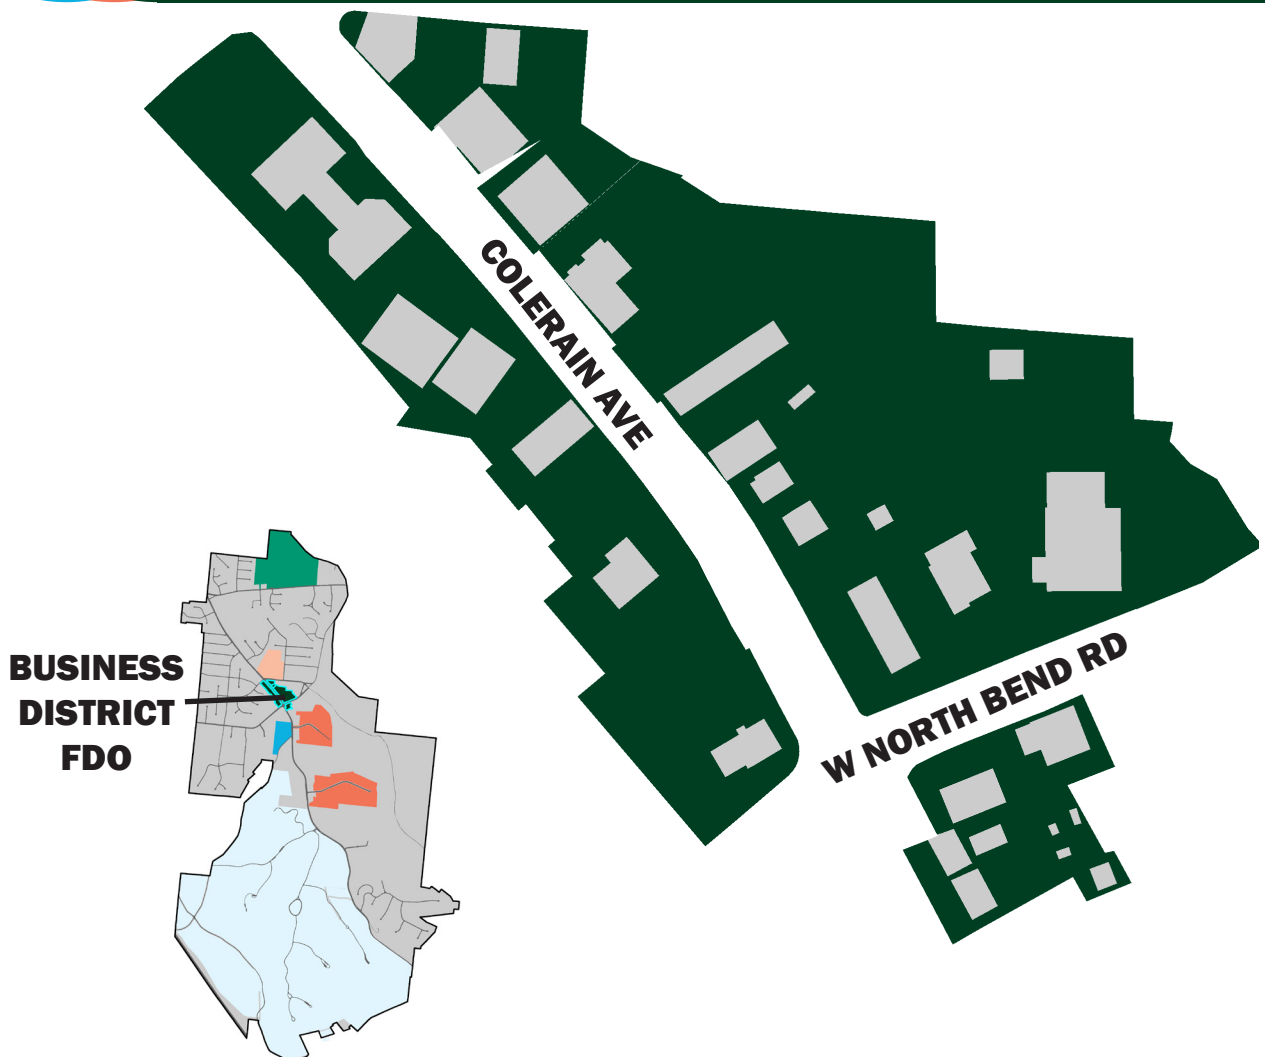 COLERAIN AVE
W NORTH BEND RD
BUSINESS
DISTRICT
FDO